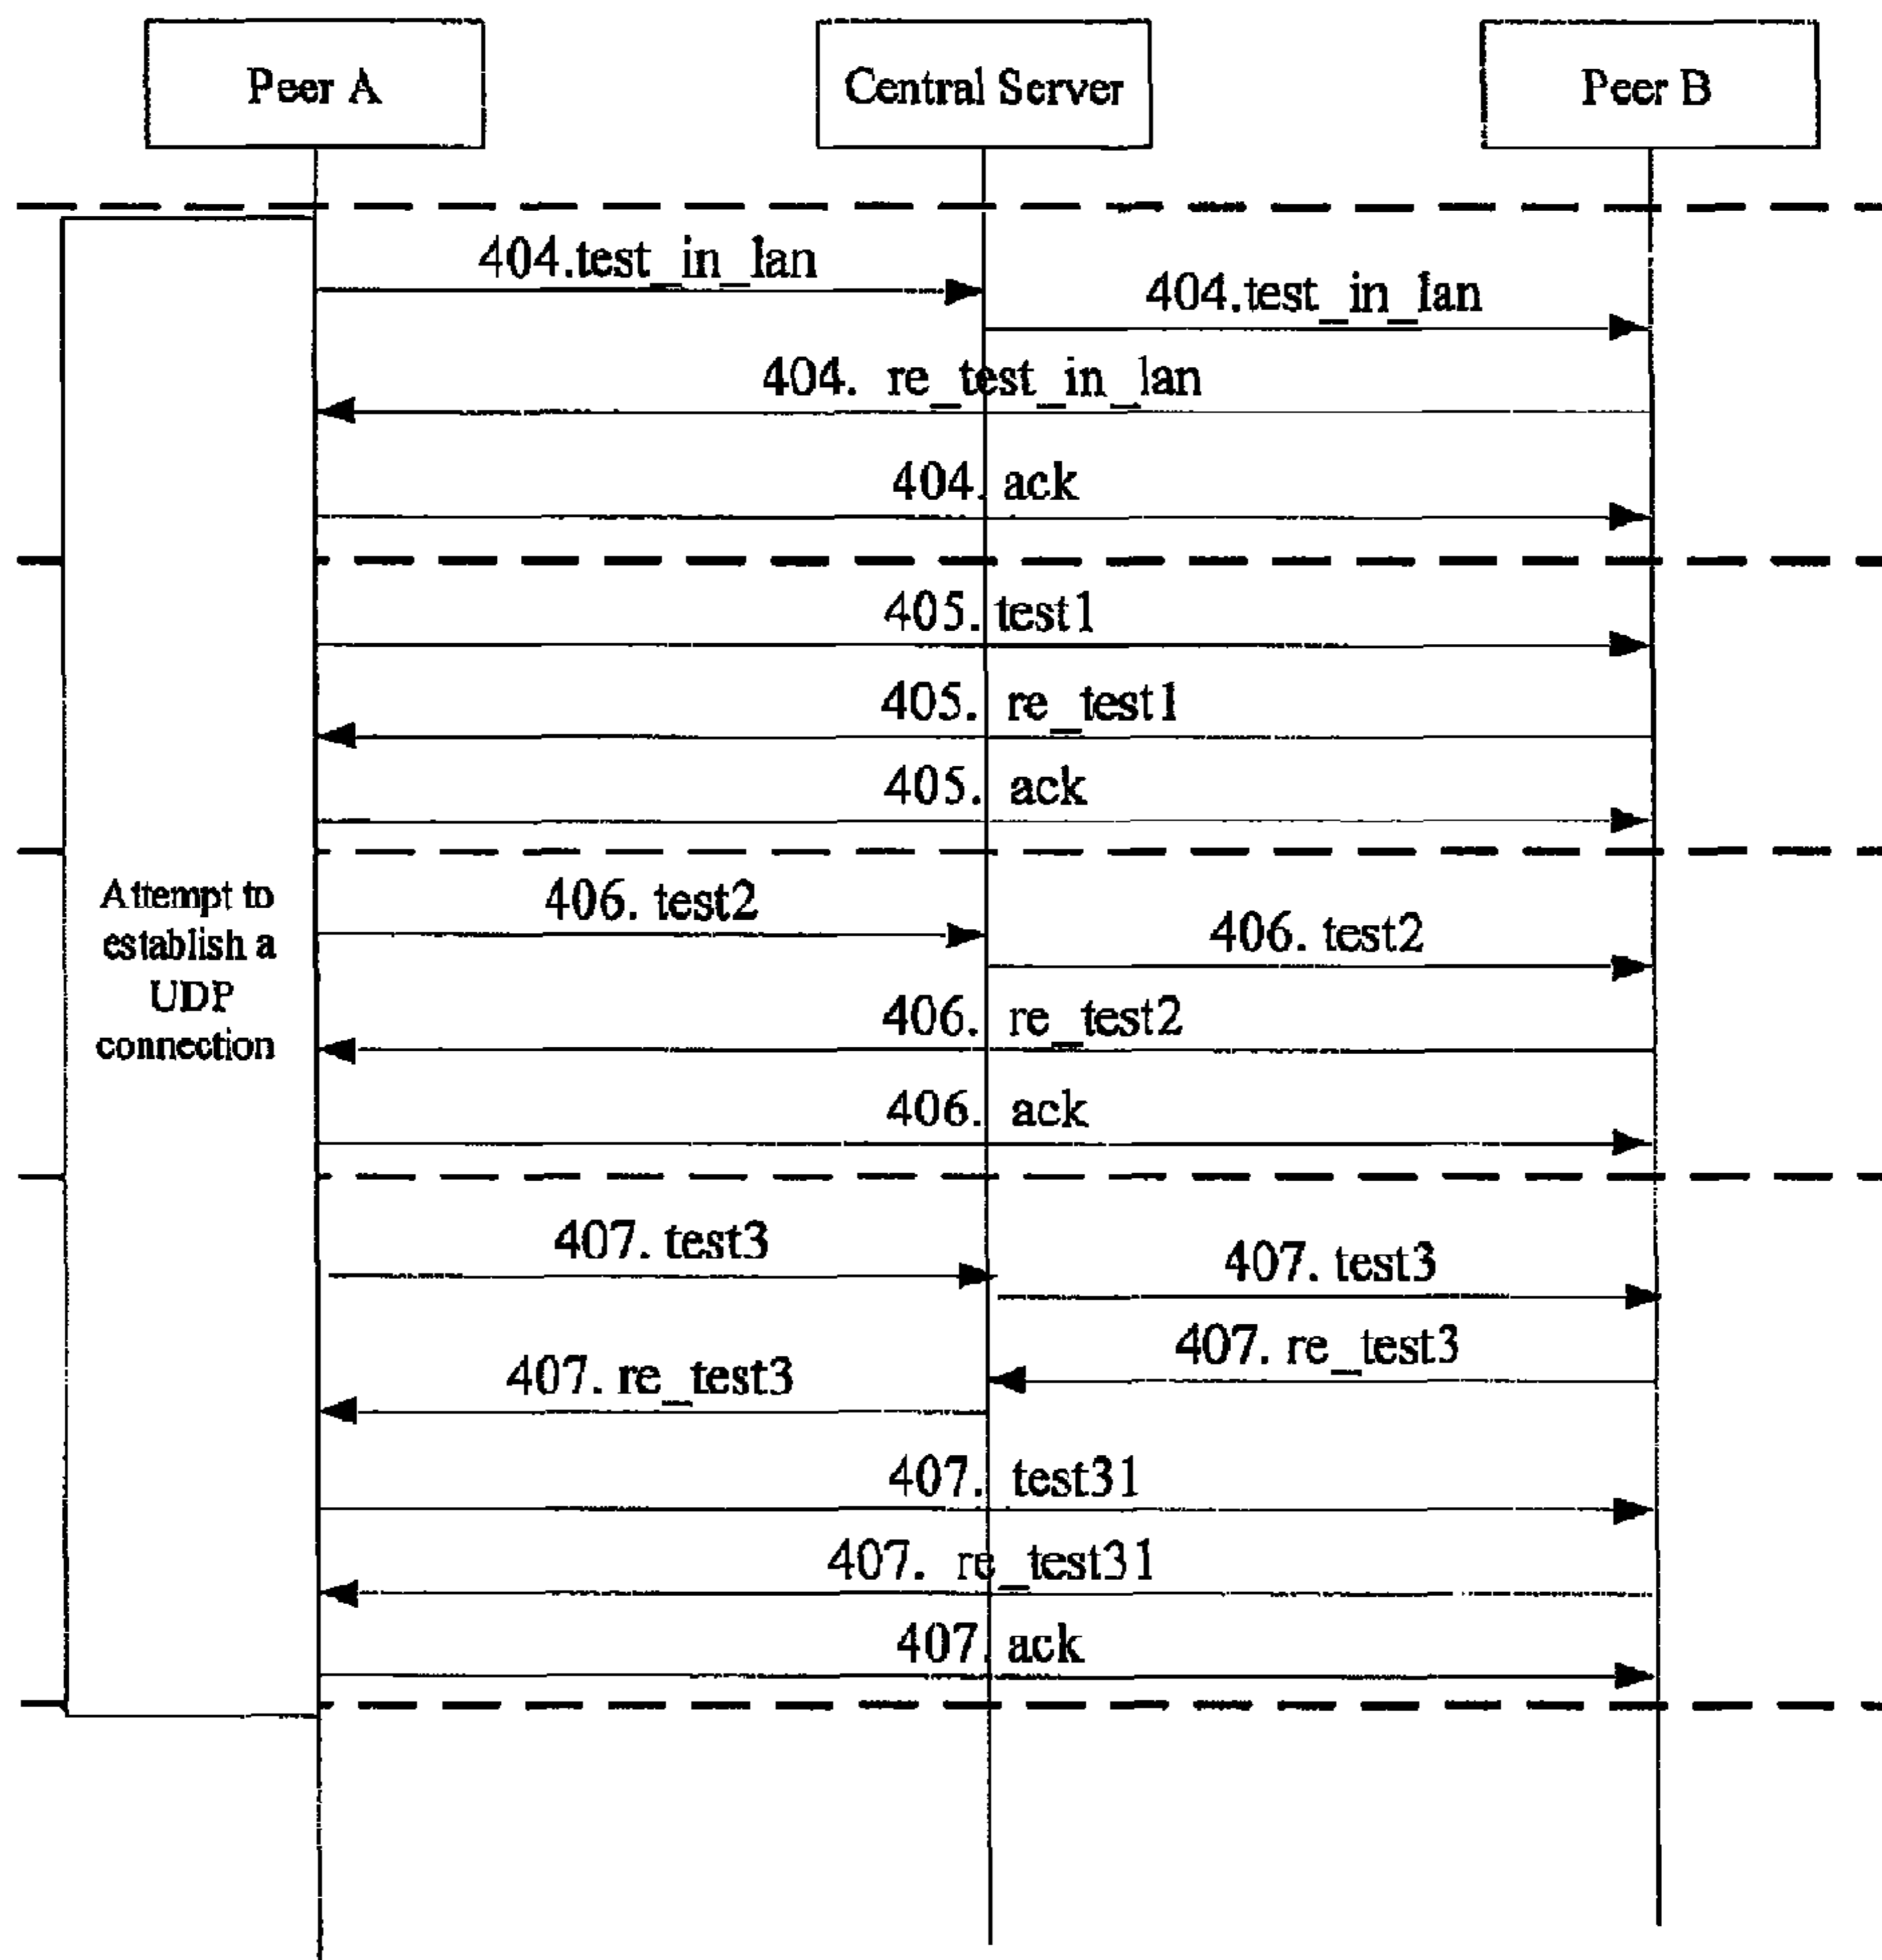 Peer A
Central Server
Peer B
404.test_in_lan
404.test_in_lan
404. re_test_in_lan
404. ack
405. test1
405. re_test1
405. ack
Attempt to
establish a
UDP
connection
406. test2
406. test2
406. re_test2
406. ack
407. test3
407. test3
407. re_test3
407. re_test3
407. test31
407. re_test31
407. ack